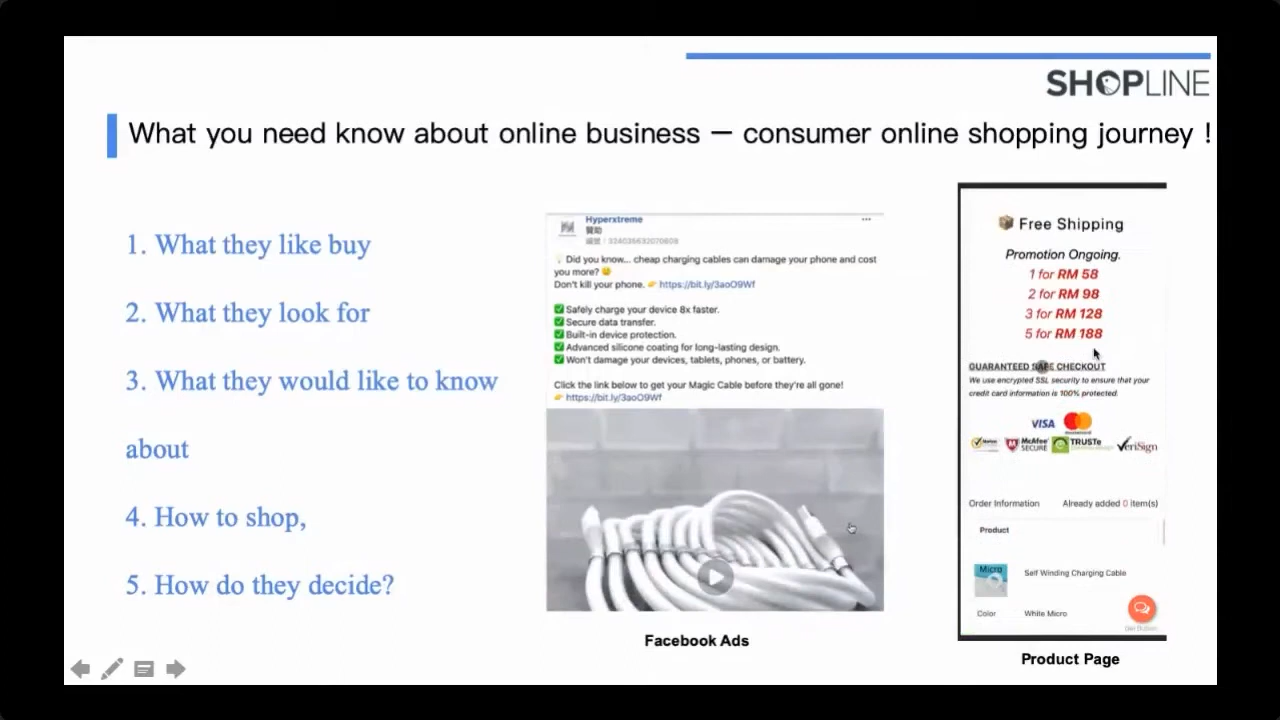 SHOPLINE
What you need know about online business — consumer online shopping journey !
1. What they like buy
2. What they look for
3. What they would like to know
about
4. How to shop,
5. How do they decide?
Hyperxtreme
贊助
編號：324035632070808
Did you know... cheap charging cables can damage your phone and cost
you more?
Don't kill your phone. https://bit.ly/3aoO9Wf
Safely charge your device 8x faster.
Secure data transfer.
Built-in device protection.
Advanced silicone coating for long-lasting design.
Won't damage your devices, tablets, phones, or battery.
Click the link below to get your Magic Cable before they're all gone!
https://bit.ly/3aoO9Wf
Facebook Ads
Free Shipping
Promotion Ongoing.
1 for RM 58
2 for RM 98
3 for RM 128
5 for RM 188
GUARANTEED SAFE CHECKOUT
We use encrypted SSL security to ensure that your
credit card information is 100% protected.
VISA
McAfee SECURE
TRUSTe
VeriSign
Order Information Already added 0 item(s)
Product
Micro
Self Winding Charging Cable
Color White Micro
Get Button
Product Page